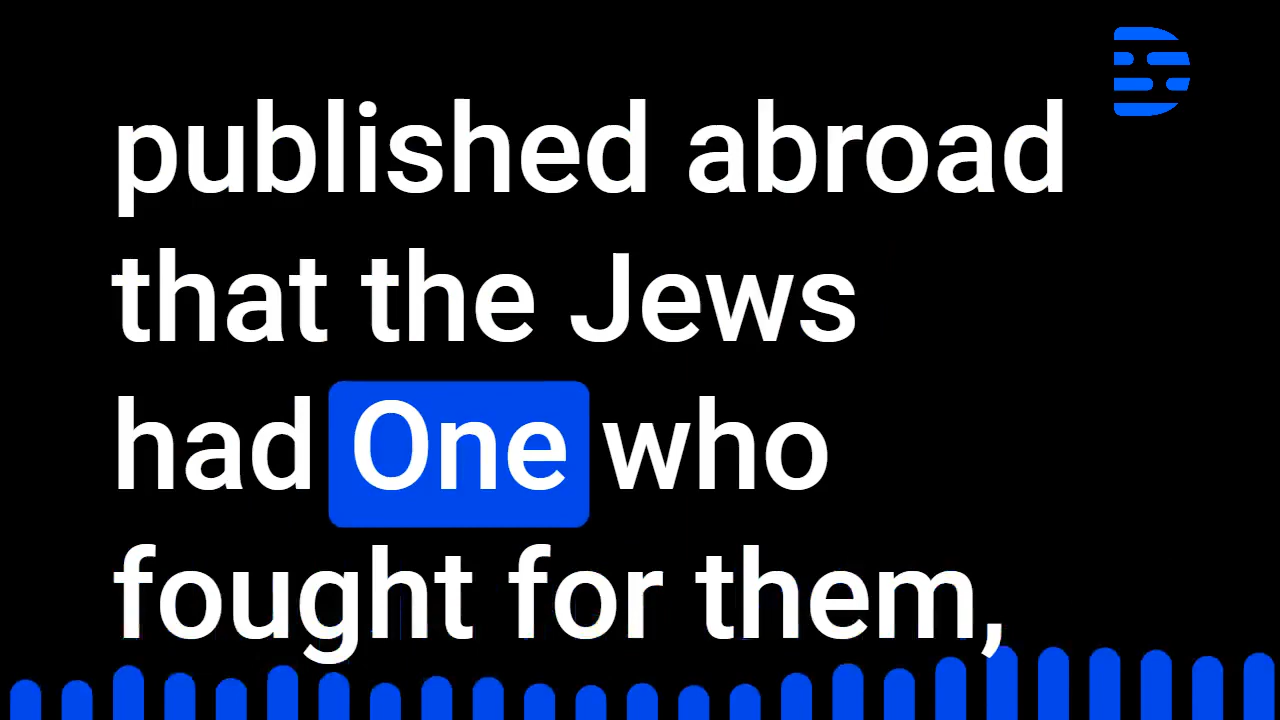 published abroad
that the Jews
had One who
fought for them,